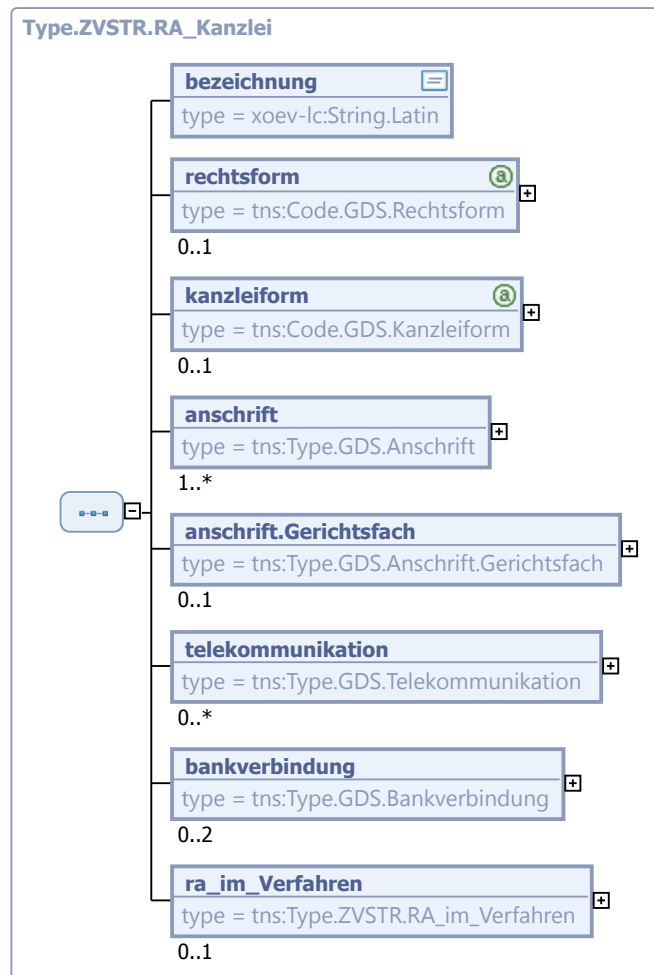 Type.ZVSTR.RA_Kanzlei
bezeichnung
type = xoev-lc:String.Latin
rechtsform
type = tns:Code.GDS.Rechtsform
0..1
kanzleiform
type = tns:Code.GDS.Kanzleiform
0..1
anschrift
type = tns:Type.GDS.Anschrift
1..*
anschrift.Gerichtsfach
type = tns:Type.GDS.Anschrift.Gerichtsfach
0..1
telekommunikation
type = tns:Type.GDS.Telekommunikation
0..*
bankverbindung
type = tns:Type.GDS.Bankverbindung
0..2
ra_im_Verfahren
type = tns:Type.ZVSTR.RA_im_Verfahren
0..1